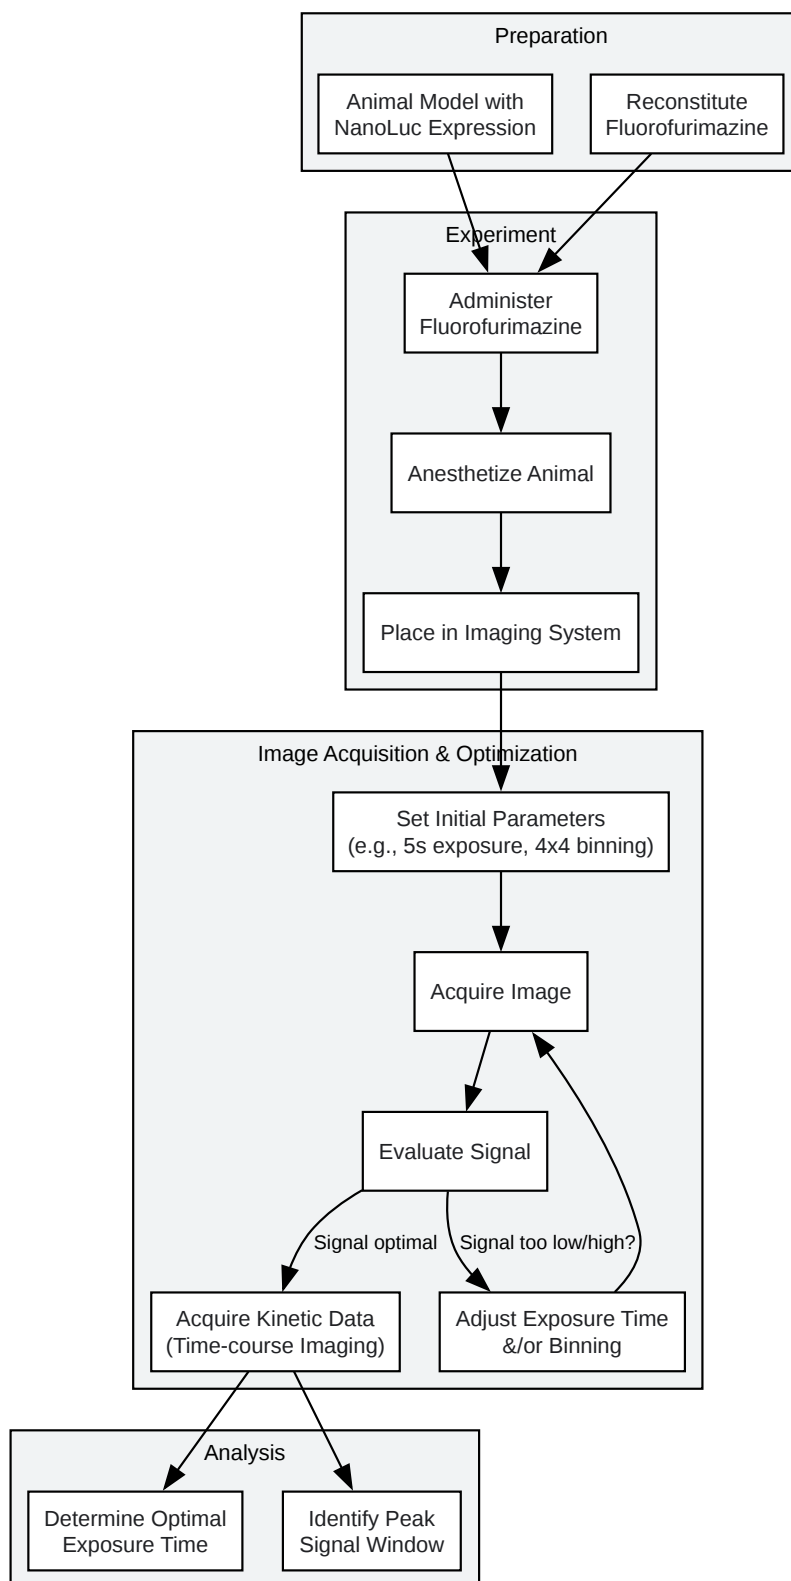 Preparation
Animal Model with
NanoLuc Expression
Reconstitute
Fluorofurimazine
Experiment
Administer
Fluorofurimazine
Anesthetize Animal
Place in Imaging System
Image Acquisition & Optimization
Set Initial Parameters
(e.g., 5s exposure, 4x4 binning)
Acquire Image
Evaluate Signal
Signal optimal
Signal too low/high?
Acquire Kinetic Data
(Time-course Imaging)
Adjust Exposure Time
&/or Binning
Analysis
Determine Optimal
Exposure Time
Identify Peak
Signal Window